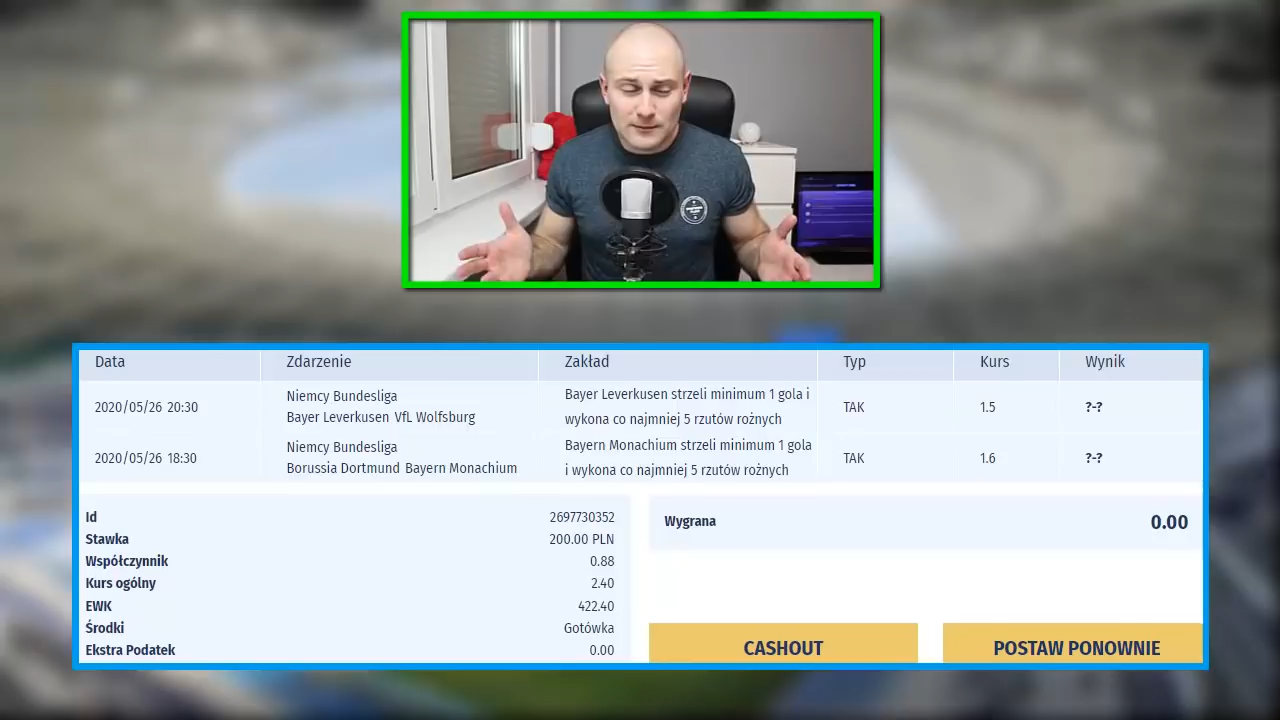 Data Zdarzenie Zakład Typ Kurs Wynik
2020/05/26 20:30
Niemcy Bundesliga
Bayer Leverkusen VfL Wolfsburg
Bayer Leverkusen strzeli minimum 1 gola i
wykona co najmniej 5 rzutów rożnych
TAK 1.5 ?-?
2020/05/26 18:30
Niemcy Bundesliga
Borussia Dortmund Bayern Monachium
Bayern Monachium strzeli minimum 1 gola
i wykona co najmniej 5 rzutów rożnych
TAK 1.6 ?-?
Id 2697730352
Stawka 200.00 PLN
Współczynnik 0.88
Kurs ogólny 2.40
EWK 422.40
Środki Gotówka
Ekstra Podatek 0.00
Wygrana 0.00
CASHOUT
POSTAW PONOWNIE